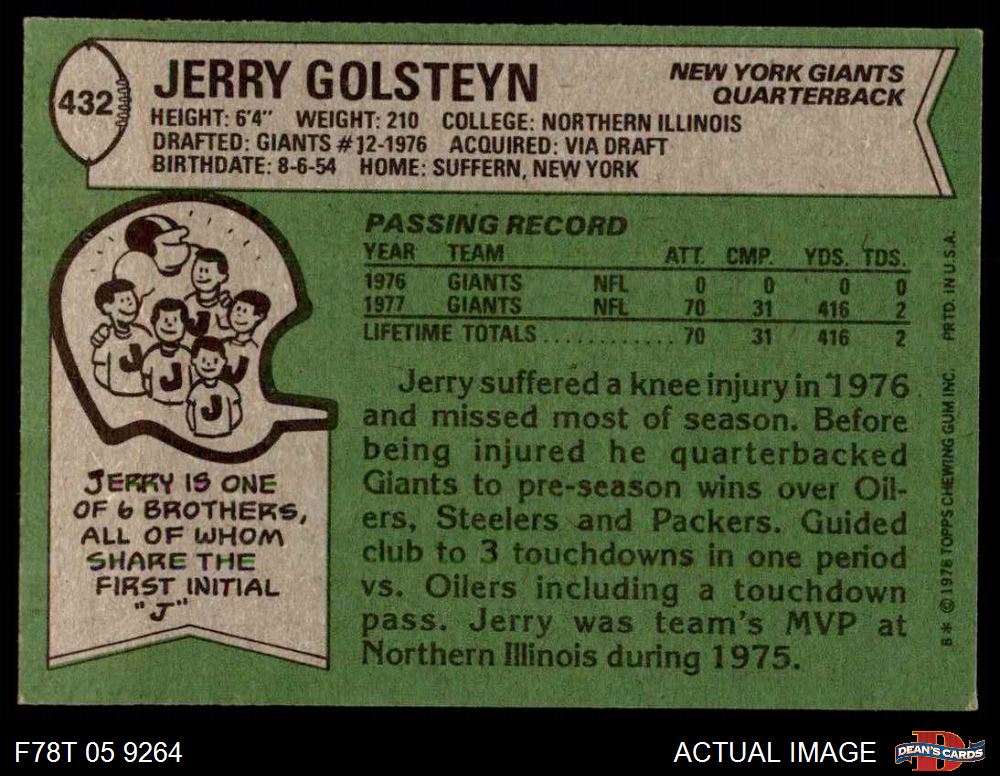 432
JERRY GOLSTEYN
NEW YORK GIANTS
QUARTERBACK
HEIGHT: 6'4" WEIGHT: 210 COLLEGE: NORTHERN ILLINOIS
DRAFTED: GIANTS #12-1976 ACQUIRED: VIA DRAFT
BIRTHDATE: 8-6-54 HOME: SUFFERN, NEW YORK
J
J
J
J
J
JERRY IS ONE
OF 6 BROTHERS,
ALL OF WHOM
SHARE THE
FIRST INITIAL
"J"
PASSING RECORD
YEAR TEAM ATT. CMP. YDS. TDS.
1976 GIANTS NFL 0 0 0 0
1977 GIANTS NFL 70 31 416 2
LIFETIME TOTALS ............. 70 31 416 2
Jerry suffered a knee injury in 1976
and missed most of season. Before
being injured he quarterbacked
Giants to pre-season wins over Oil-
ers, Steelers and Packers. Guided
club to 3 touchdowns in one period
vs. Oilers including a touchdown
pass. Jerry was team's MVP at
Northern Illinois during 1975.
B * © 1978 TOPPS CHEWING GUM INC. PRTD. IN U.S.A.
F78T 05 9264
ACTUAL IMAGE
D
DEAN'S CARDS